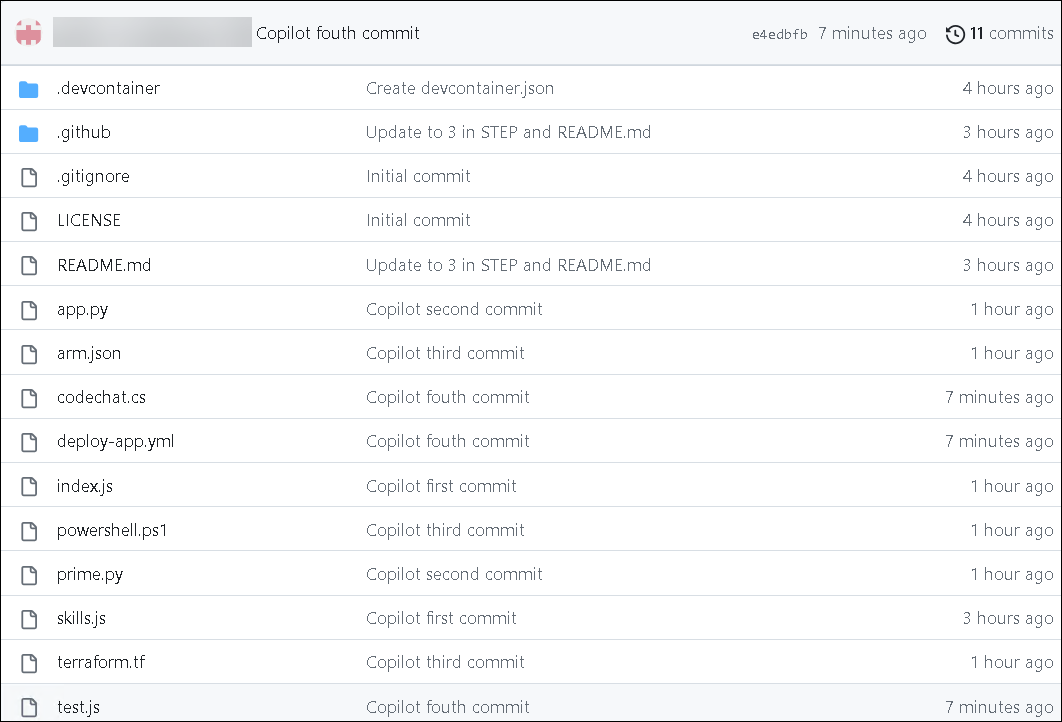 Copilot fouth commit e4edbfb 7 minutes ago 11 commits
.devcontainer Create devcontainer.json 4 hours ago
.github Update to 3 in STEP and README.md 3 hours ago
.gitignore Initial commit 4 hours ago
LICENSE Initial commit 4 hours ago
README.md Update to 3 in STEP and README.md 3 hours ago
app.py Copilot second commit 1 hour ago
arm.json Copilot third commit 1 hour ago
codechat.cs Copilot fouth commit 7 minutes ago
deploy-app.yml Copilot fouth commit 7 minutes ago
index.js Copilot first commit 1 hour ago
powershell.ps1 Copilot third commit 1 hour ago
prime.py Copilot second commit 1 hour ago
skills.js Copilot first commit 3 hours ago
terraform.tf Copilot third commit 1 hour ago
test.js Copilot fouth commit 7 minutes ago